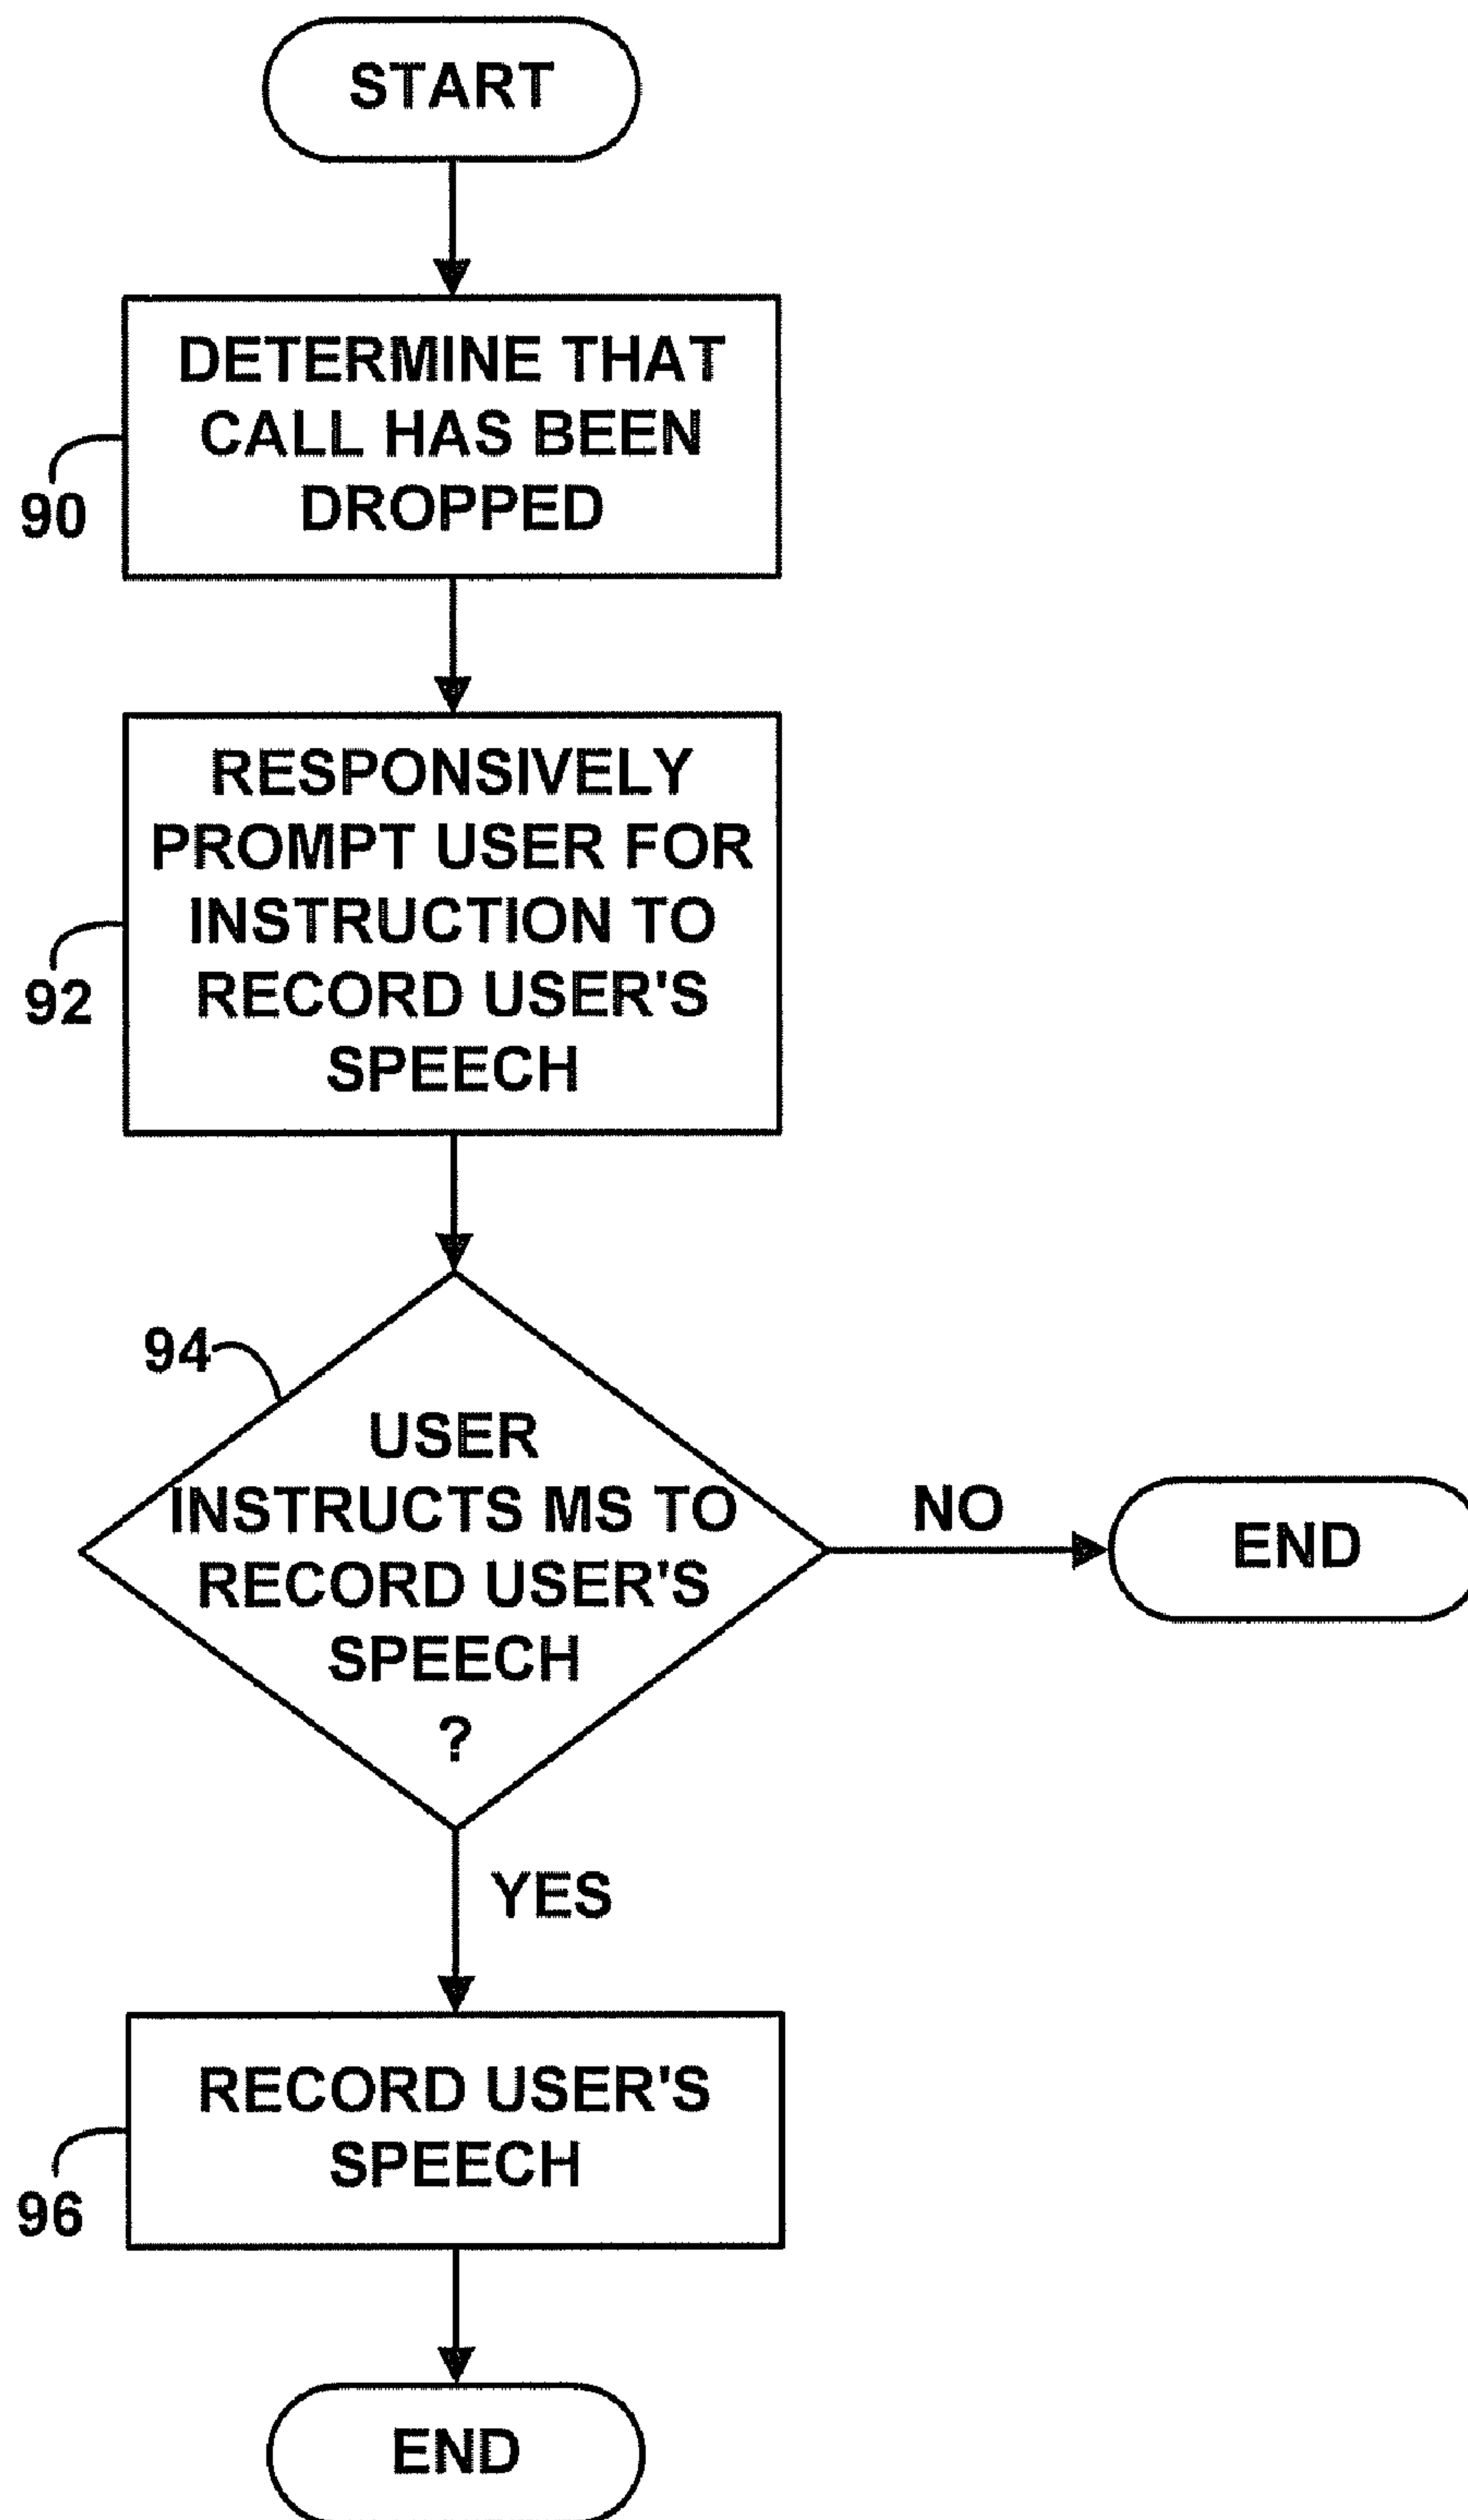 START
DETERMINE THAT
CALL HAS BEEN
DROPPED
90
RESPONSIVELY
PROMPT USER FOR
INSTRUCTION TO
RECORD USER'S
SPEECH
92
94
USER
INSTRUCTS MS TO
RECORD USER'S
SPEECH
?
NO
END
YES
RECORD USER'S
SPEECH
96
END